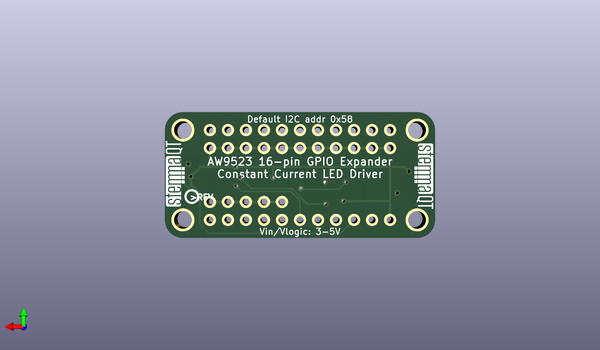 Default I2C addr 0x58
AW9523 16-pin GPIO Expander
Constant Current LED Driver
stemma QT
stemma QT
>REV
Vin/Vlogic: 3-5V